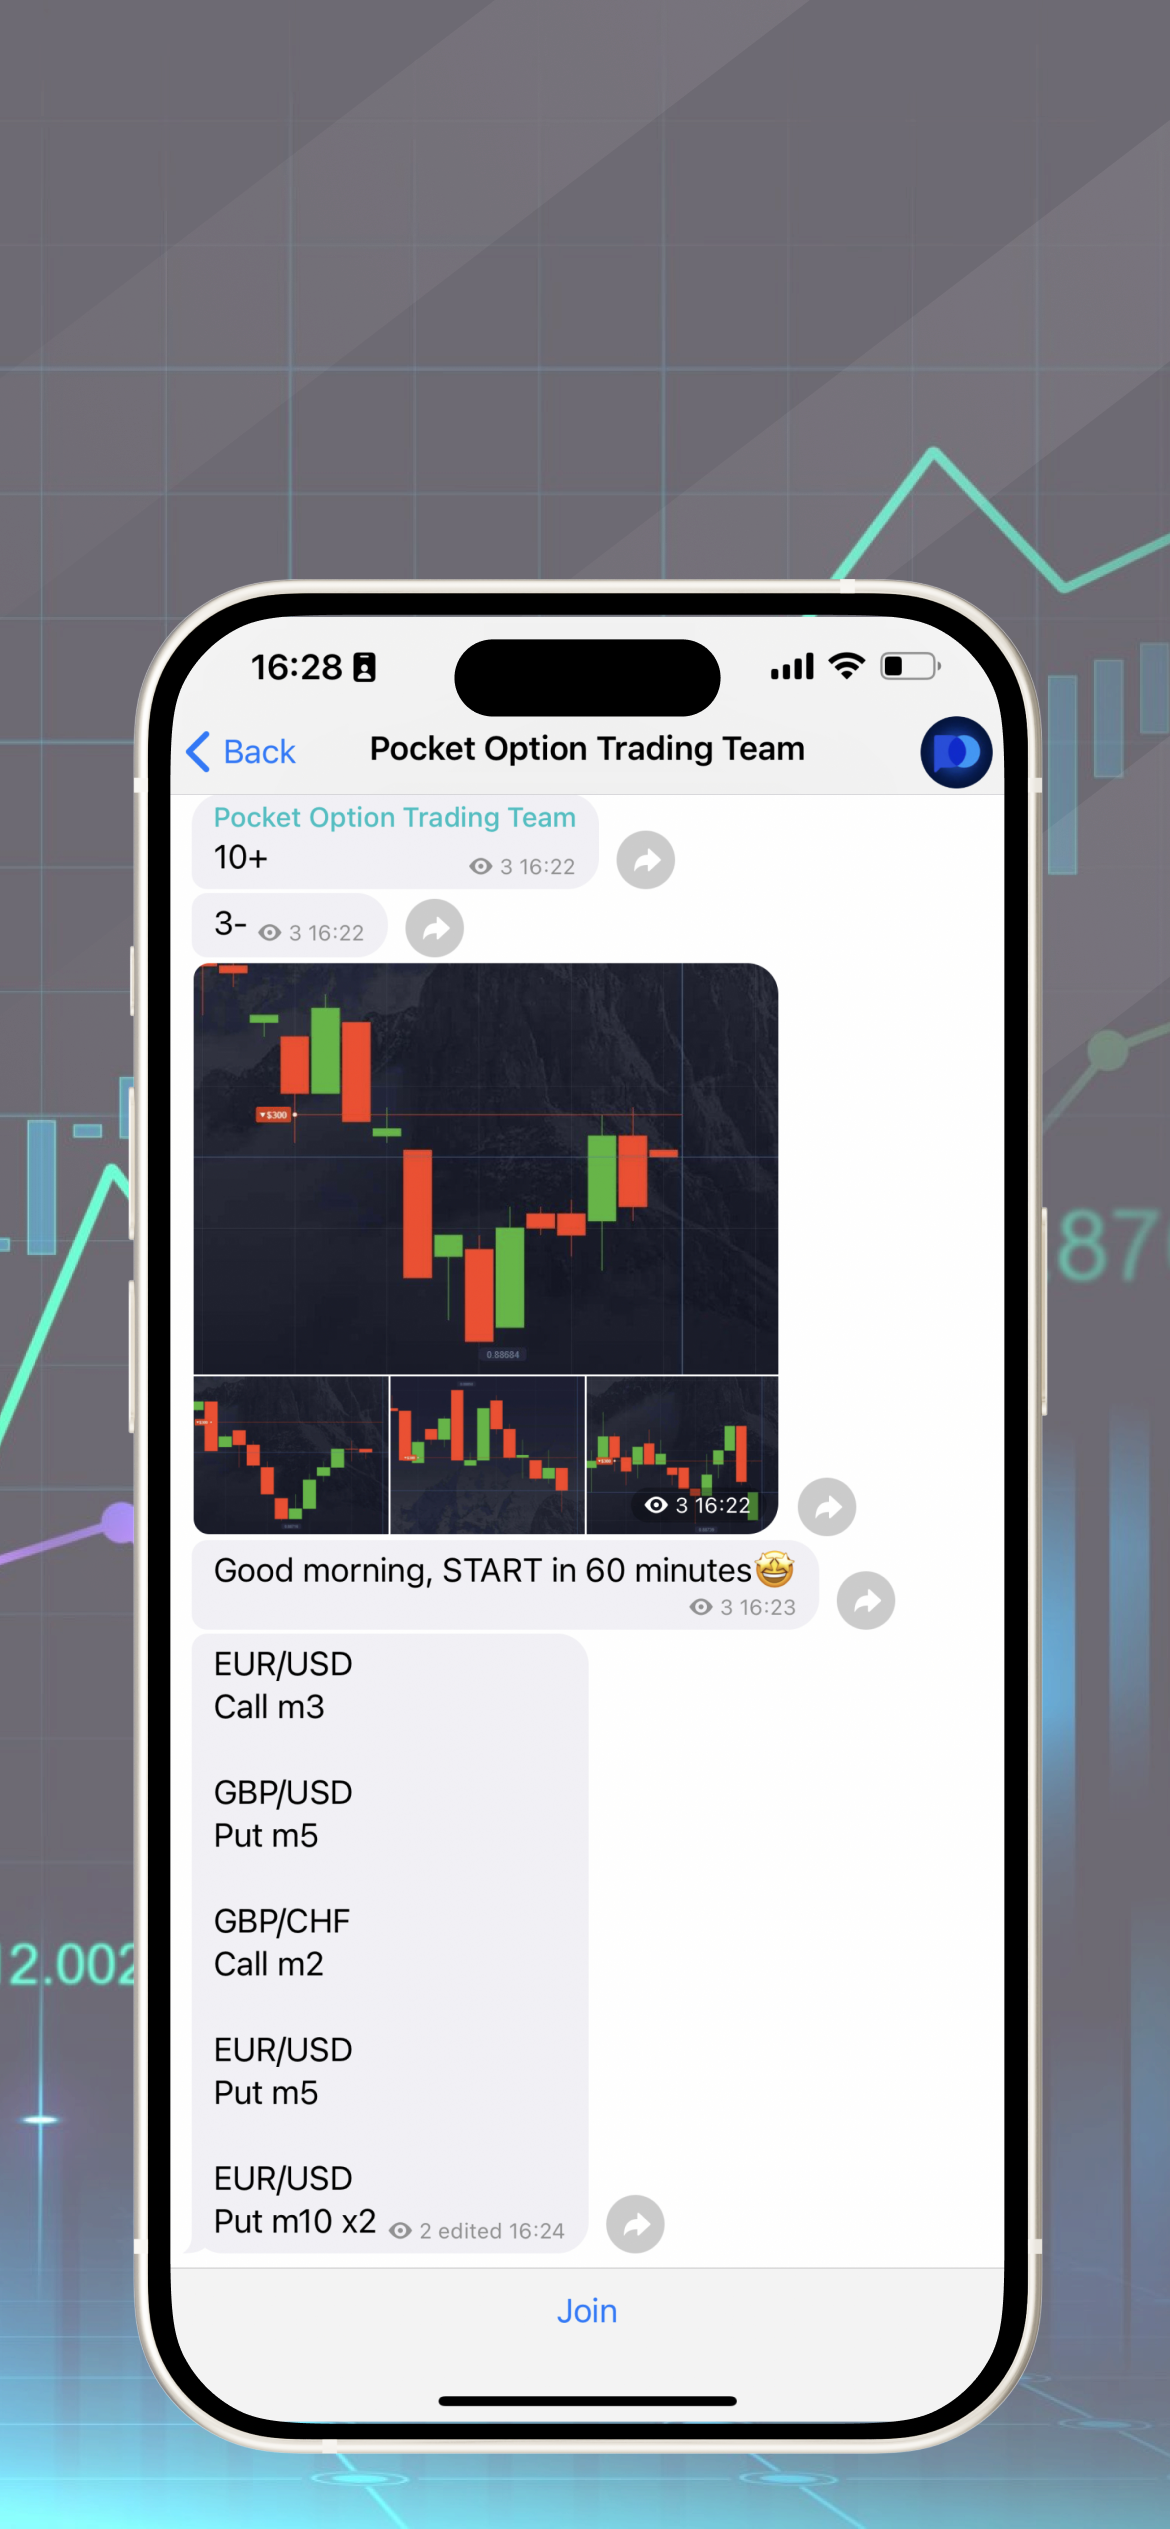 16:28
Back
Pocket Option Trading Team
Pocket Option Trading Team
10+
3 16:22
3-
3 16:22
$300
0.88684
3 16:22
Good morning, START in 60 minutes🤩
3 16:23
EUR/USD
Call m3
GBP/USD
Put m5
GBP/CHF
Call m2
EUR/USD
Put m5
EUR/USD
Put m10 x2
2 edited 16:24
Join
.87
2.002